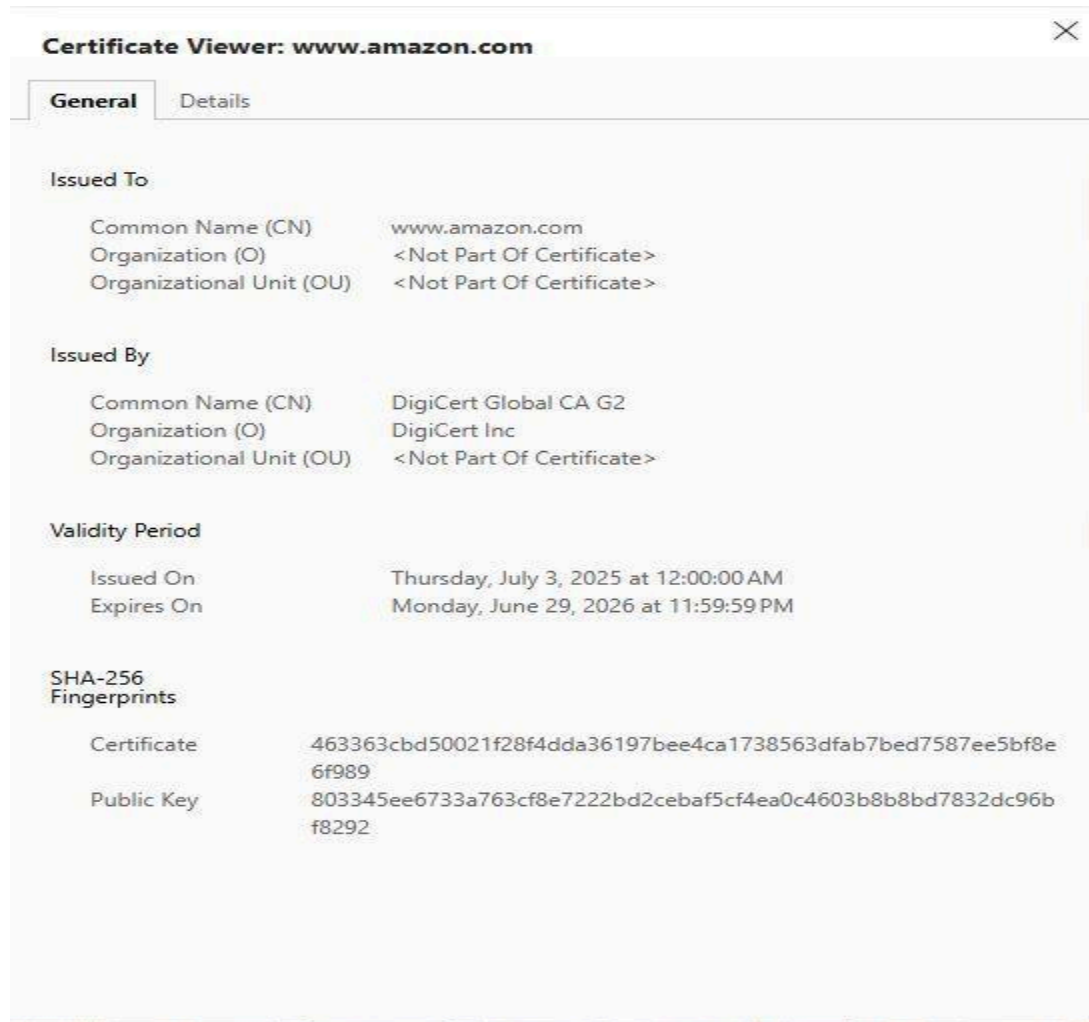 Certificate Viewer: www.amazon.com
General Details
Issued To
Common Name (CN) www.amazon.com
Organization (O) <Not Part Of Certificate>
Organizational Unit (OU) <Not Part Of Certificate>
Issued By
Common Name (CN) DigiCert Global CA G2
Organization (O) DigiCert Inc
Organizational Unit (OU) <Not Part Of Certificate>
Validity Period
Issued On Thursday, July 3, 2025 at 12:00:00 AM
Expires On Monday, June 29, 2026 at 11:59:59 PM
SHA-256
Fingerprints
Certificate 463363cbd50021f28f4dda36197bee4ca1738563dfab7bed7587ee5bf8e
6f989
Public Key 803345ee6733a763cf8e7222bd2cebaf5cf4ea0c4603b8b8bd7832dc96b
f8292